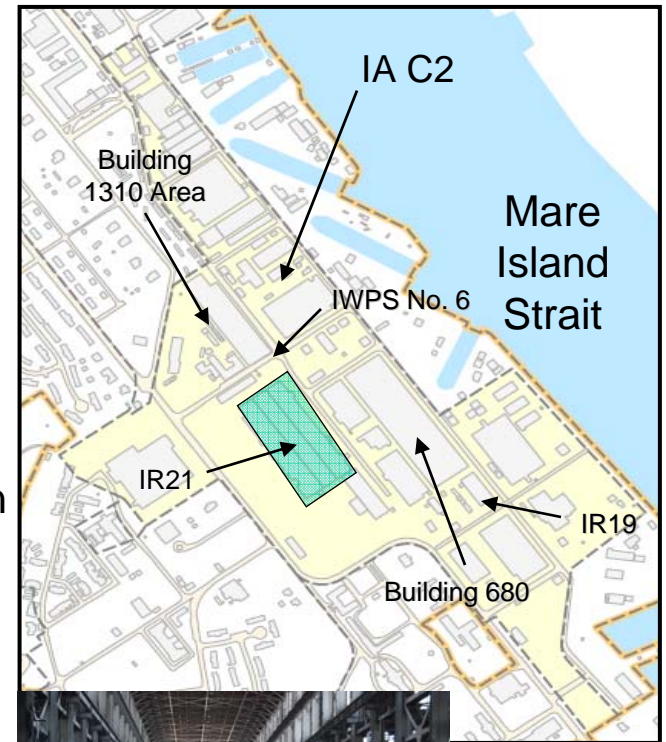 IA C2
Building
1310 Area
Mare
Island
Strait
IWPS No. 6
IR21
n
IR19
Building 680